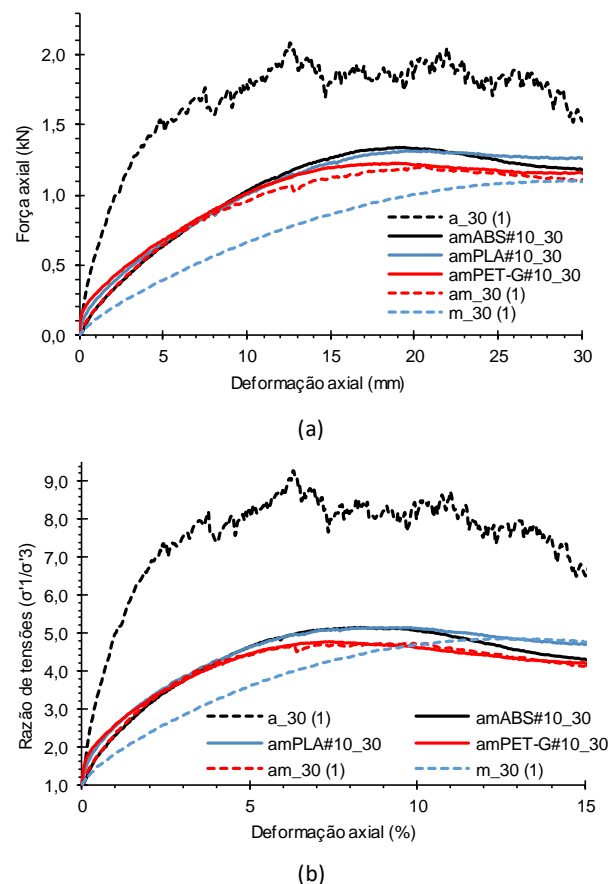 2,0
1,5
1,0
0,5
0,0
Força axial (kN)
a_30 (1)
amABS#10_30
amPLA#10_30
amPET-G#10_30
am_30 (1)
m_30 (1)
0 5 10 15 20 25 30
Deformação axial (mm)
(a)
9,0
8,0
7,0
6,0
5,0
4,0
3,0
2,0
1,0
Razão de tensões (σ'1/σ'3)
a_30 (1) amABS#10_30
amPLA#10_30 amPET-G#10_30
am_30 (1) m_30 (1)
0 5 10 15
Deformação axial (%)
(b)